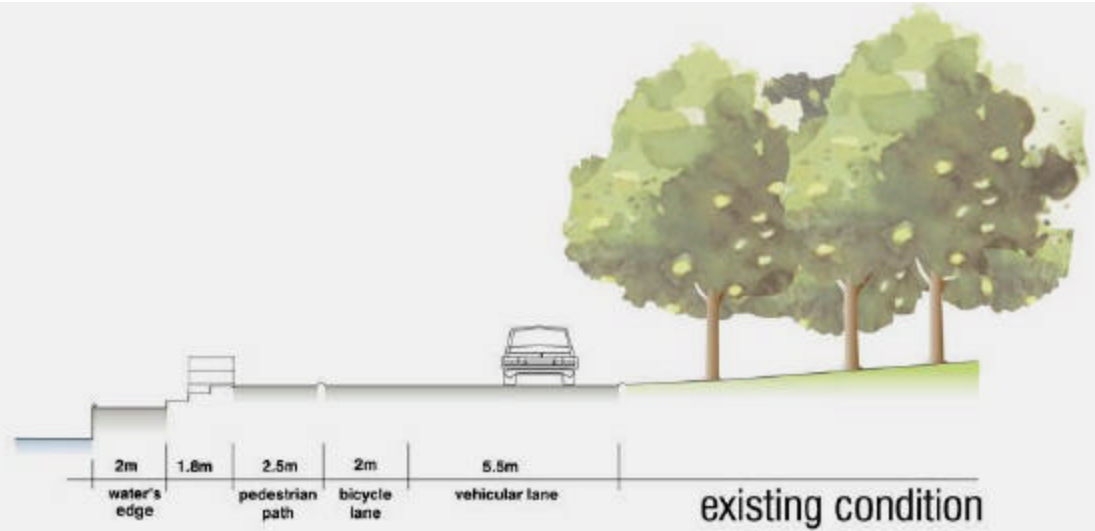 2m 1.8m 2.5m 2m 5.5m
water's edge
pedestrian path
bicycle lane
vehicular lane
existing condition